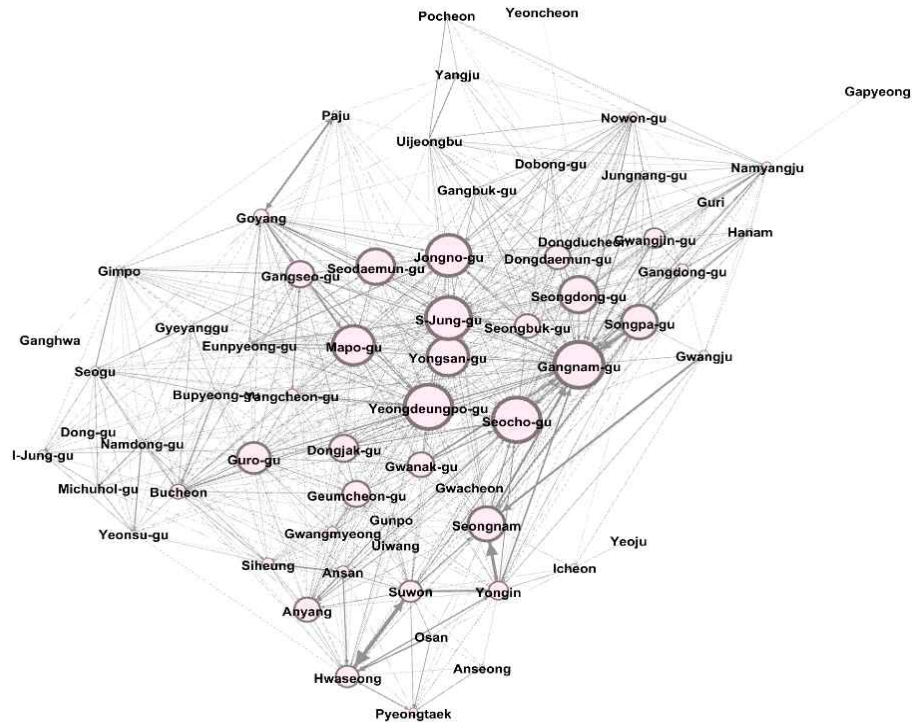 Pocheon
Yeoncheon
Yangju
Gapyeong
Paju
Nowon-gu
Uijeongbu
Dobong-gu
Namyangju
Jungnang-gu
Gangbuk-gu
Guri
Goyang
Hanam
Dongducheon
Gwangjin-gu
Jongno-gu
Dongdaemun-gu
Seodaemun-gu
Gimpo
Gangdong-gu
Gangseo-gu
Seongdong-gu
S-Jung-gu
Songpa-gu
Gyeyanggu
Seongbuk-gu
Ganghwa
Eunpyeong-gu
Mapo-gu
Yongsan-gu
Gwangju
Gangnam-gu
Seogu
Bupyeong-gu
Yangcheon-gu
Yeongdeungpo-gu
Seocho-gu
Dong-gu
Namdong-gu
I-Jung-gu
Dongjak-gu
Guro-gu
Gwanak-gu
Michuhol-gu
Bucheon
Gwacheon
Geumcheon-gu
Gunpo
Seongnam
Yeonsu-gu
Gwangmyeong
Yeoju
Uiwang
Siheung
Icheon
Ansan
Suwon
Yongin
Anyang
Osan
Anseong
Hwaseong
Pyeongtaek